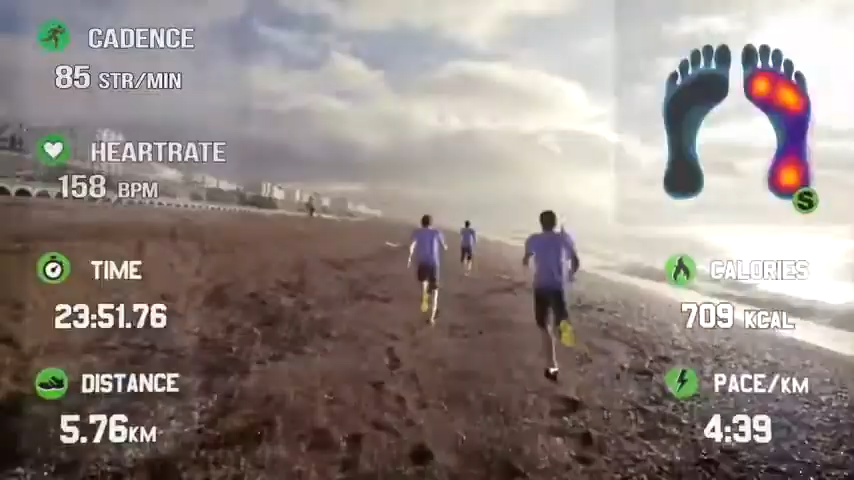 CADENCE
85 STR/MIN
HEARTRATE
158 BPM
TIME
23:51.76
DISTANCE
5.76KM
S
CALORIES
709 KCAL
PACE/KM
4:39